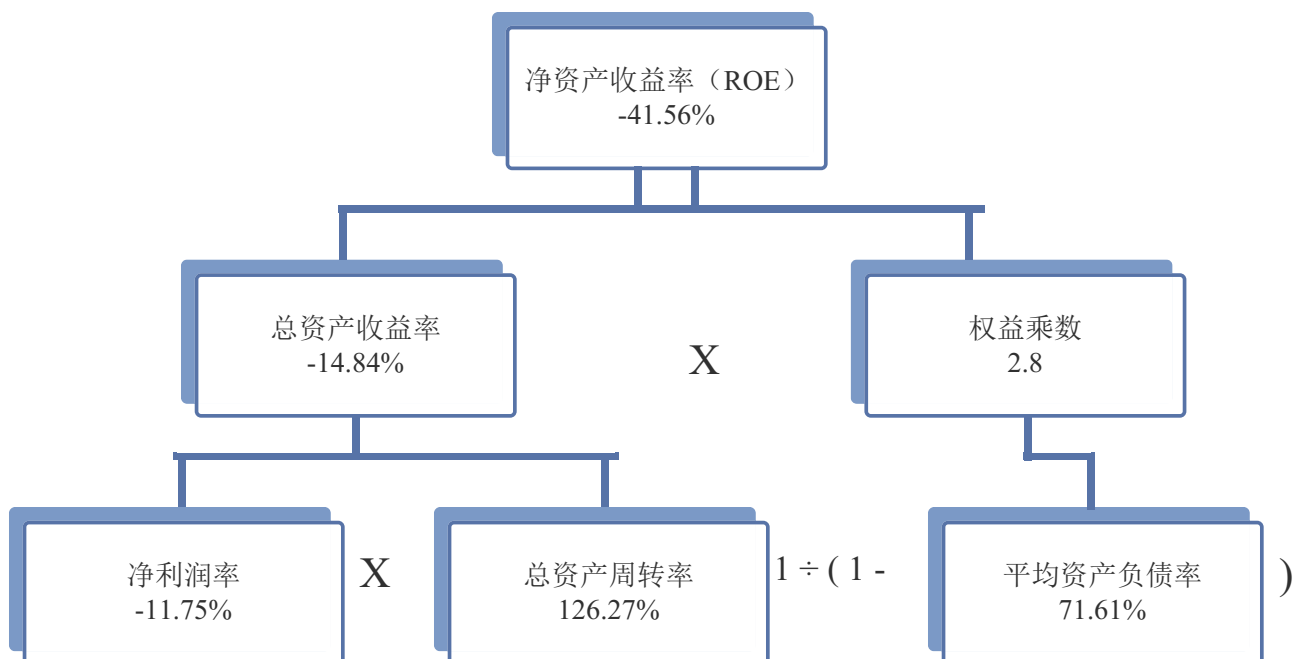 净资产收益率（ROE）
-41.56%
总资产收益率
-14.84%
X
权益乘数
2.8
净利润率
-11.75%
X
总资产周转率
126.27%
1 ÷ ( 1 -
平均资产负债率
71.61%
)